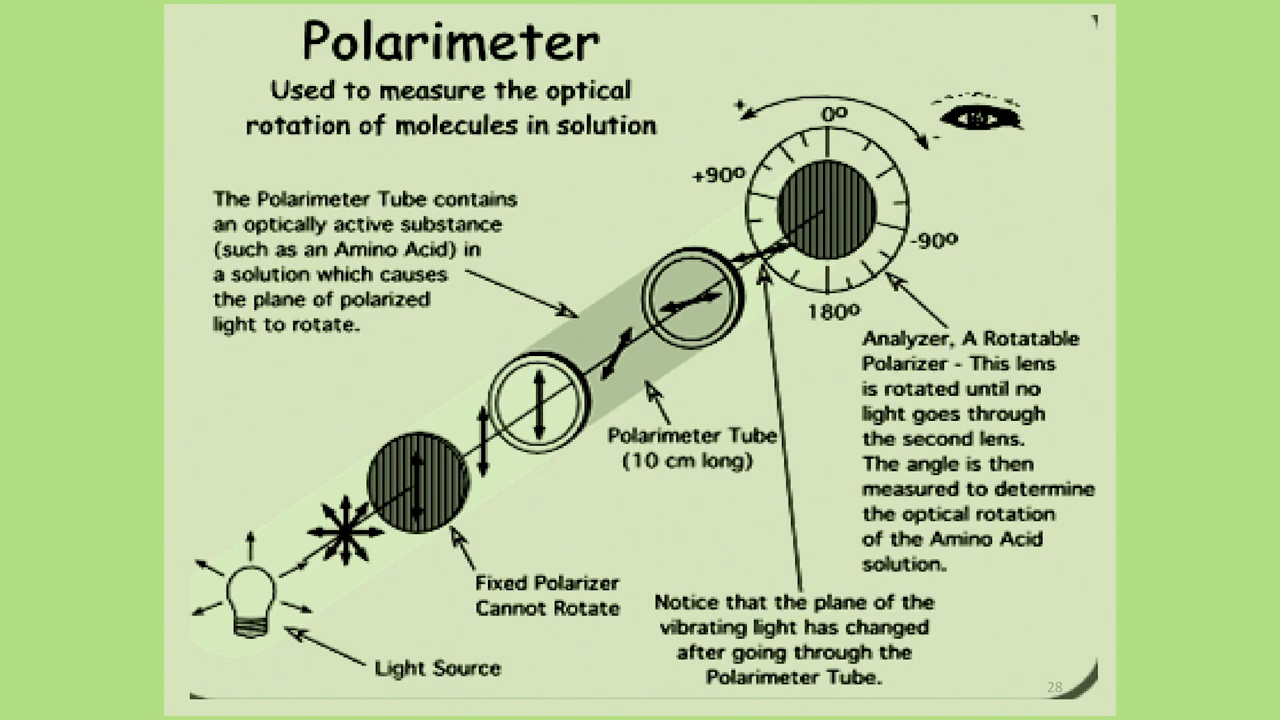 Polarimeter
Used to measure the optical
rotation of molecules in solution
+
0º
-
+90º
-90º
180º
The Polarimeter Tube contains
an optically active substance
(such as an Amino Acid) in
a solution which causes
the plane of polarized
light to rotate.
Analyzer, A Rotatable
Polarizer - This lens
is rotated until no
light goes through
the second lens.
The angle is then
measured to determine
the optical rotation
of the Amino Acid
solution.
Polarimeter Tube
(10 cm long)
Fixed Polarizer
Cannot Rotate
Notice that the plane of the
vibrating light has changed
after going through the
Polarimeter Tube.
Light Source
28